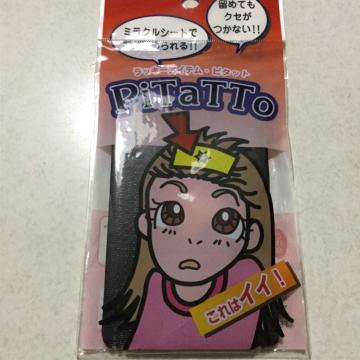 留めても
クセが
つかない!!
ミラクルシートで
められる!!
ラッキーアイテム・ピタット
PiTaTTo
これはイイ!